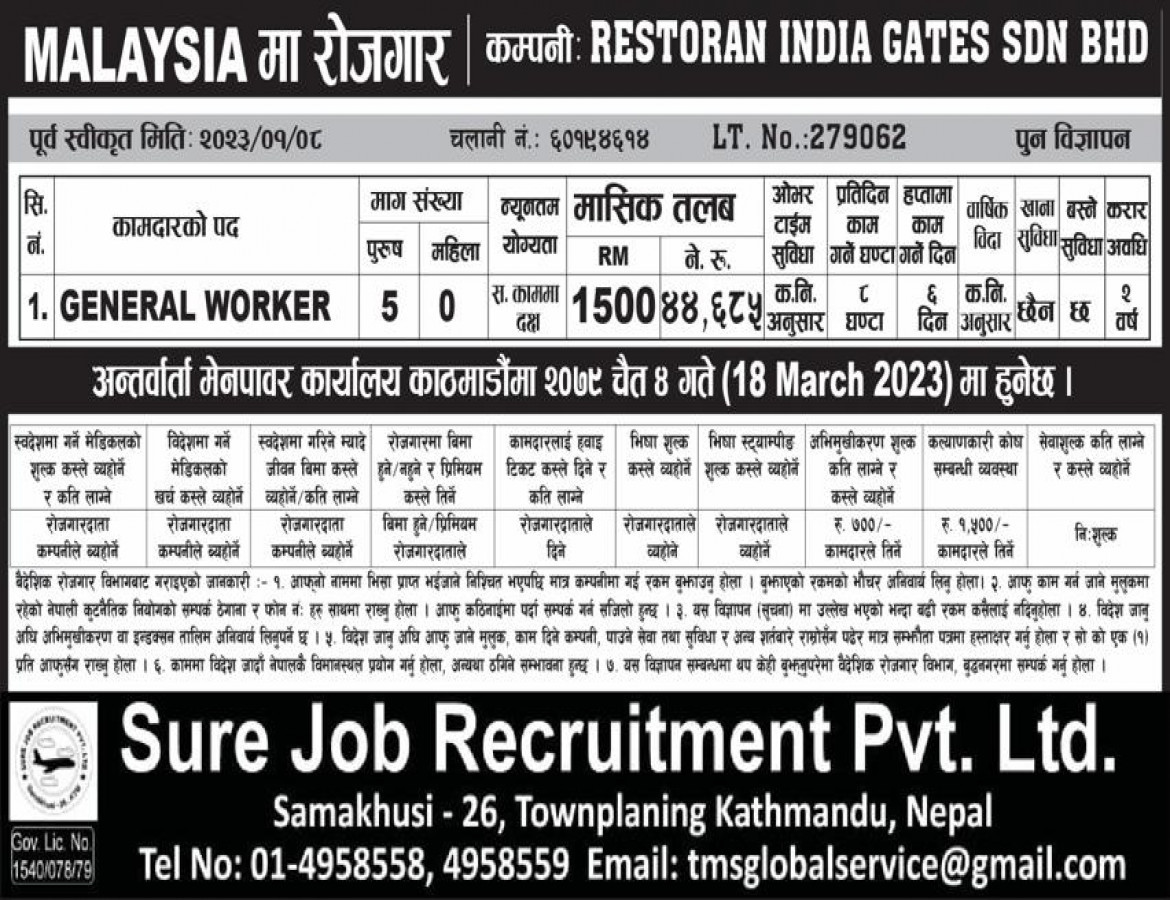 MALAYSIA मा रोजगार
कम्पनी: RESTORAN INDIA GATES SDN BHD
पूर्व स्वीकृत मिति: २०२३/०१/०८ चलानी नं.: ६०१९४६१४ LT. No.:279062 पुन विज्ञापन
सि. नं.
कामदारको पद
माग संख्या
पुरुष महिला
न्यूनतम योग्यता
मासिक तलब
RM ने. रू.
ओभर टाईम सुविधा
प्रतिदिन काम गर्ने घण्टा
हप्तामा काम गर्ने दिन
वार्षिक विदा
खाना सुविधा
बस्ने सुविधा
करार अवधि
1. GENERAL WORKER 5 0 स. काममा दक्ष 1500 ४४,६८५ क.नि. अनुसार ८ घण्टा ६ दिन क.नि. अनुसार छैन छ २ वर्ष
अन्तर्वार्ता मेनपावर कार्यालय काठमाडौंमा २०७९ चैत ४ गते (18 March 2023) मा हुनेछ ।
स्वदेशमा गर्ने मेडिकलको शुल्क कस्ले व्यहोर्ने र कति लाग्ने
विदेशमा गर्ने मेडिकलको खर्च कस्ले व्यहोर्ने
स्वदेशमा गरिने म्यादे जीवन बिमा कस्ले व्यहोर्ने/कति लाग्ने
रोजगारमा बिमा हुने/नहुने र प्रिमियम कस्ले तिर्ने
कामदारलाई हवाइ टिकट कस्ले दिने र कति लाग्ने
भिषा शुल्क कस्ले व्यहोर्ने
भिषा स्ट्याम्पीङ शुल्क कस्ले व्यहोर्ने
अभिमुखीकरण शुल्क कति लाग्ने र कस्ले व्यहोर्ने
कल्याणकारी कोष सम्बन्धी व्यवस्था
सेवाशुल्क कति लाग्ने र कस्ले व्यहोर्ने
रोजगारदाता कम्पनीले ब्यहोर्ने
रोजगारदाता कम्पनीले ब्यहोर्ने
रोजगारदाता कम्पनीले ब्यहोर्ने
बिमा हुने/प्रिमियम रोजगारदाताले
रोजगारदाताले दिने
रोजगारदाताले व्यहोने
रोजगारदाताले व्यहोर्ने
रु. ७००/- कामदारले तिर्ने
रु. १,५००/- कामदारले तिर्ने
नि:शुल्क
बैदेशिक रोजगार विभागबाट गराइएको जानकारी :- १. आफ्नो नाममा भिसा प्राप्त भईजाने निश्चित भएपछि मात्र कम्पनीमा गई रकम बुझाउनु होला । बुझाएको रकमको भौचर अनिवार्य लिनु होला। २. आफु काम गर्न जाने मुलुकमा
रहेको नेपाली कुटनैतिक नियोगको सम्पर्क ठेगाना र फोन नं: हरु साथमा राख्नु होला । आफु कठिनाईमा पर्दा सम्पर्क गर्न सजिलो हुन्छ । ३. यस विज्ञापन (सूचना) मा उल्लेख भएको भन्दा बढी रकम कसैलाई नदिनुहोला । ४. विदेश जानु
अघि अभिमुखीकरण वा इन्डक्सन तालिम अनिवार्य लिनुपर्ने छ । ५. विदेश जानु अघि आफु जाने मुलुक, काम दिने कम्पनी, पाउने सेवा तथा सुविधा र अन्य शर्तबारे राम्रोसँग पढेर मात्र सम्झौता पत्रमा हस्ताक्षर गर्नु होला र सो को एक (१)
प्रति आफुसँग राख्नु होला । ६. काममा विदेश जादाँ नेपालकै विमानस्थल प्रयोग गर्नु होला, अन्यथा ठगिने सम्भावना हुन्छ । ७. यस विज्ञापन सम्बन्धमा थप केही बुझ्नुपरेमा वैदेशिक रोजगार विभाग, बुद्धनगरमा सम्पर्क गर्नु होला ।
SURE JOB RECRUITMENT PVT. LTD
Gov. Lic. No.
1540/078/79
Sure Job Recruitment Pvt. Ltd.
Samakhusi - 26, Townplaning Kathmandu, Nepal
Tel No: 01-4958558, 4958559 Email: tmsglobalservice@gmail.com